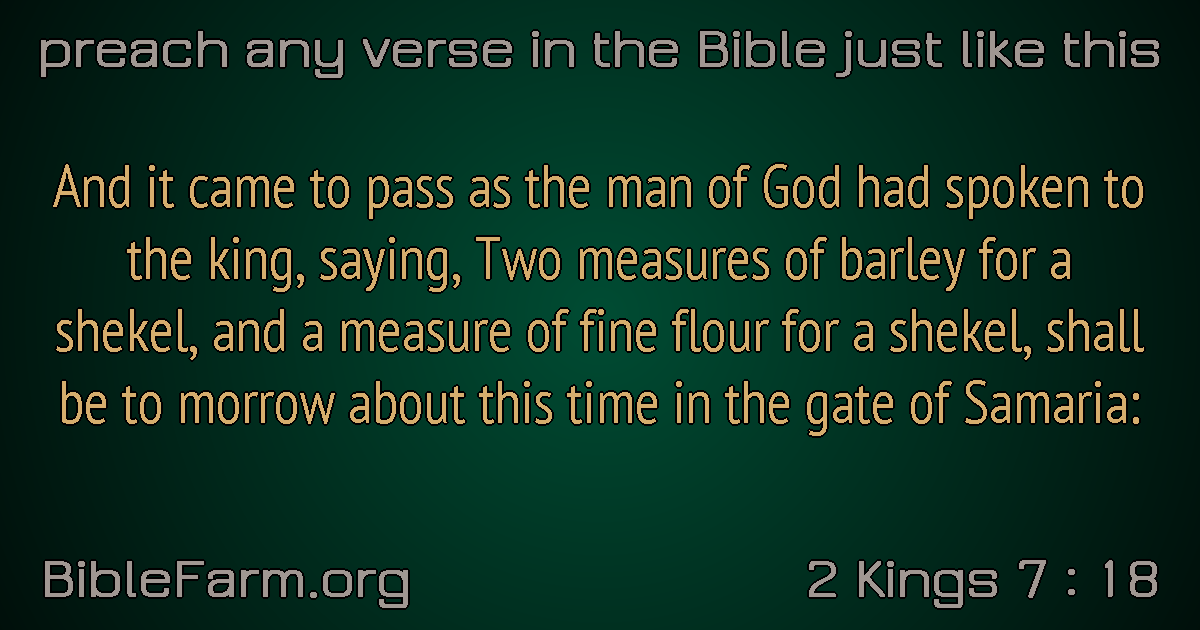 preach any verse in the Bible just like this
And it came to pass as the man of God had spoken to
the king, saying, Two measures of barley for a
shekel, and a measure of fine flour for a shekel, shall
be to morrow about this time in the gate of Samaria:
BibleFarm.org
2 Kings 7 : 18